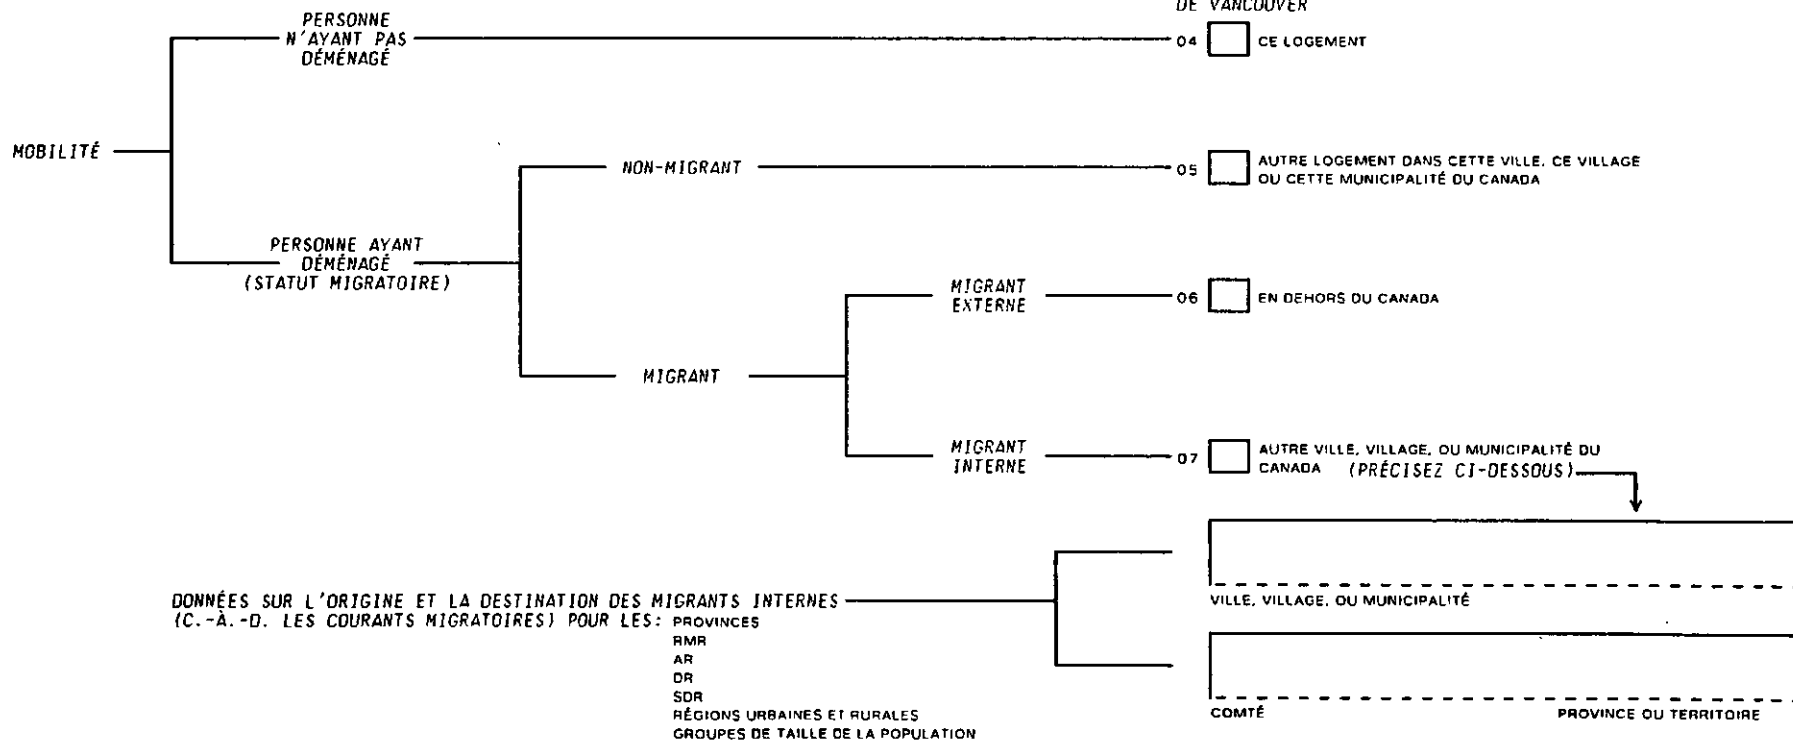 DE VANCOUVER
PERSONNE
N'AYANT PAS
DÉMÉNAGÉ
04 CE LOGEMENT
MOBILITÉ
NON-MIGRANT
05 AUTRE LOGEMENT DANS CETTE VILLE, CE VILLAGE
OU CETTE MUNICIPALITÉ DU CANADA
PERSONNE AYANT
DÉMÉNAGÉ
(STATUT MIGRATOIRE)
MIGRANT
EXTERNE
06 EN DEHORS DU CANADA
MIGRANT
MIGRANT
INTERNE
07 AUTRE VILLE, VILLAGE, OU MUNICIPALITÉ DU
CANADA (PRÉCISEZ CI-DESSOUS)
DONNÉES SUR L'ORIGINE ET LA DESTINATION DES MIGRANTS INTERNES
(C.-À.-D. LES COURANTS MIGRATOIRES) POUR LES: PROVINCES
RMR
AR
DR
SDR
RÉGIONS URBAINES ET RURALES
GROUPES DE TAILLE DE LA POPULATION
VILLE, VILLAGE, OU MUNICIPALITÉ
COMTÉ PROVINCE OU TERRITOIRE